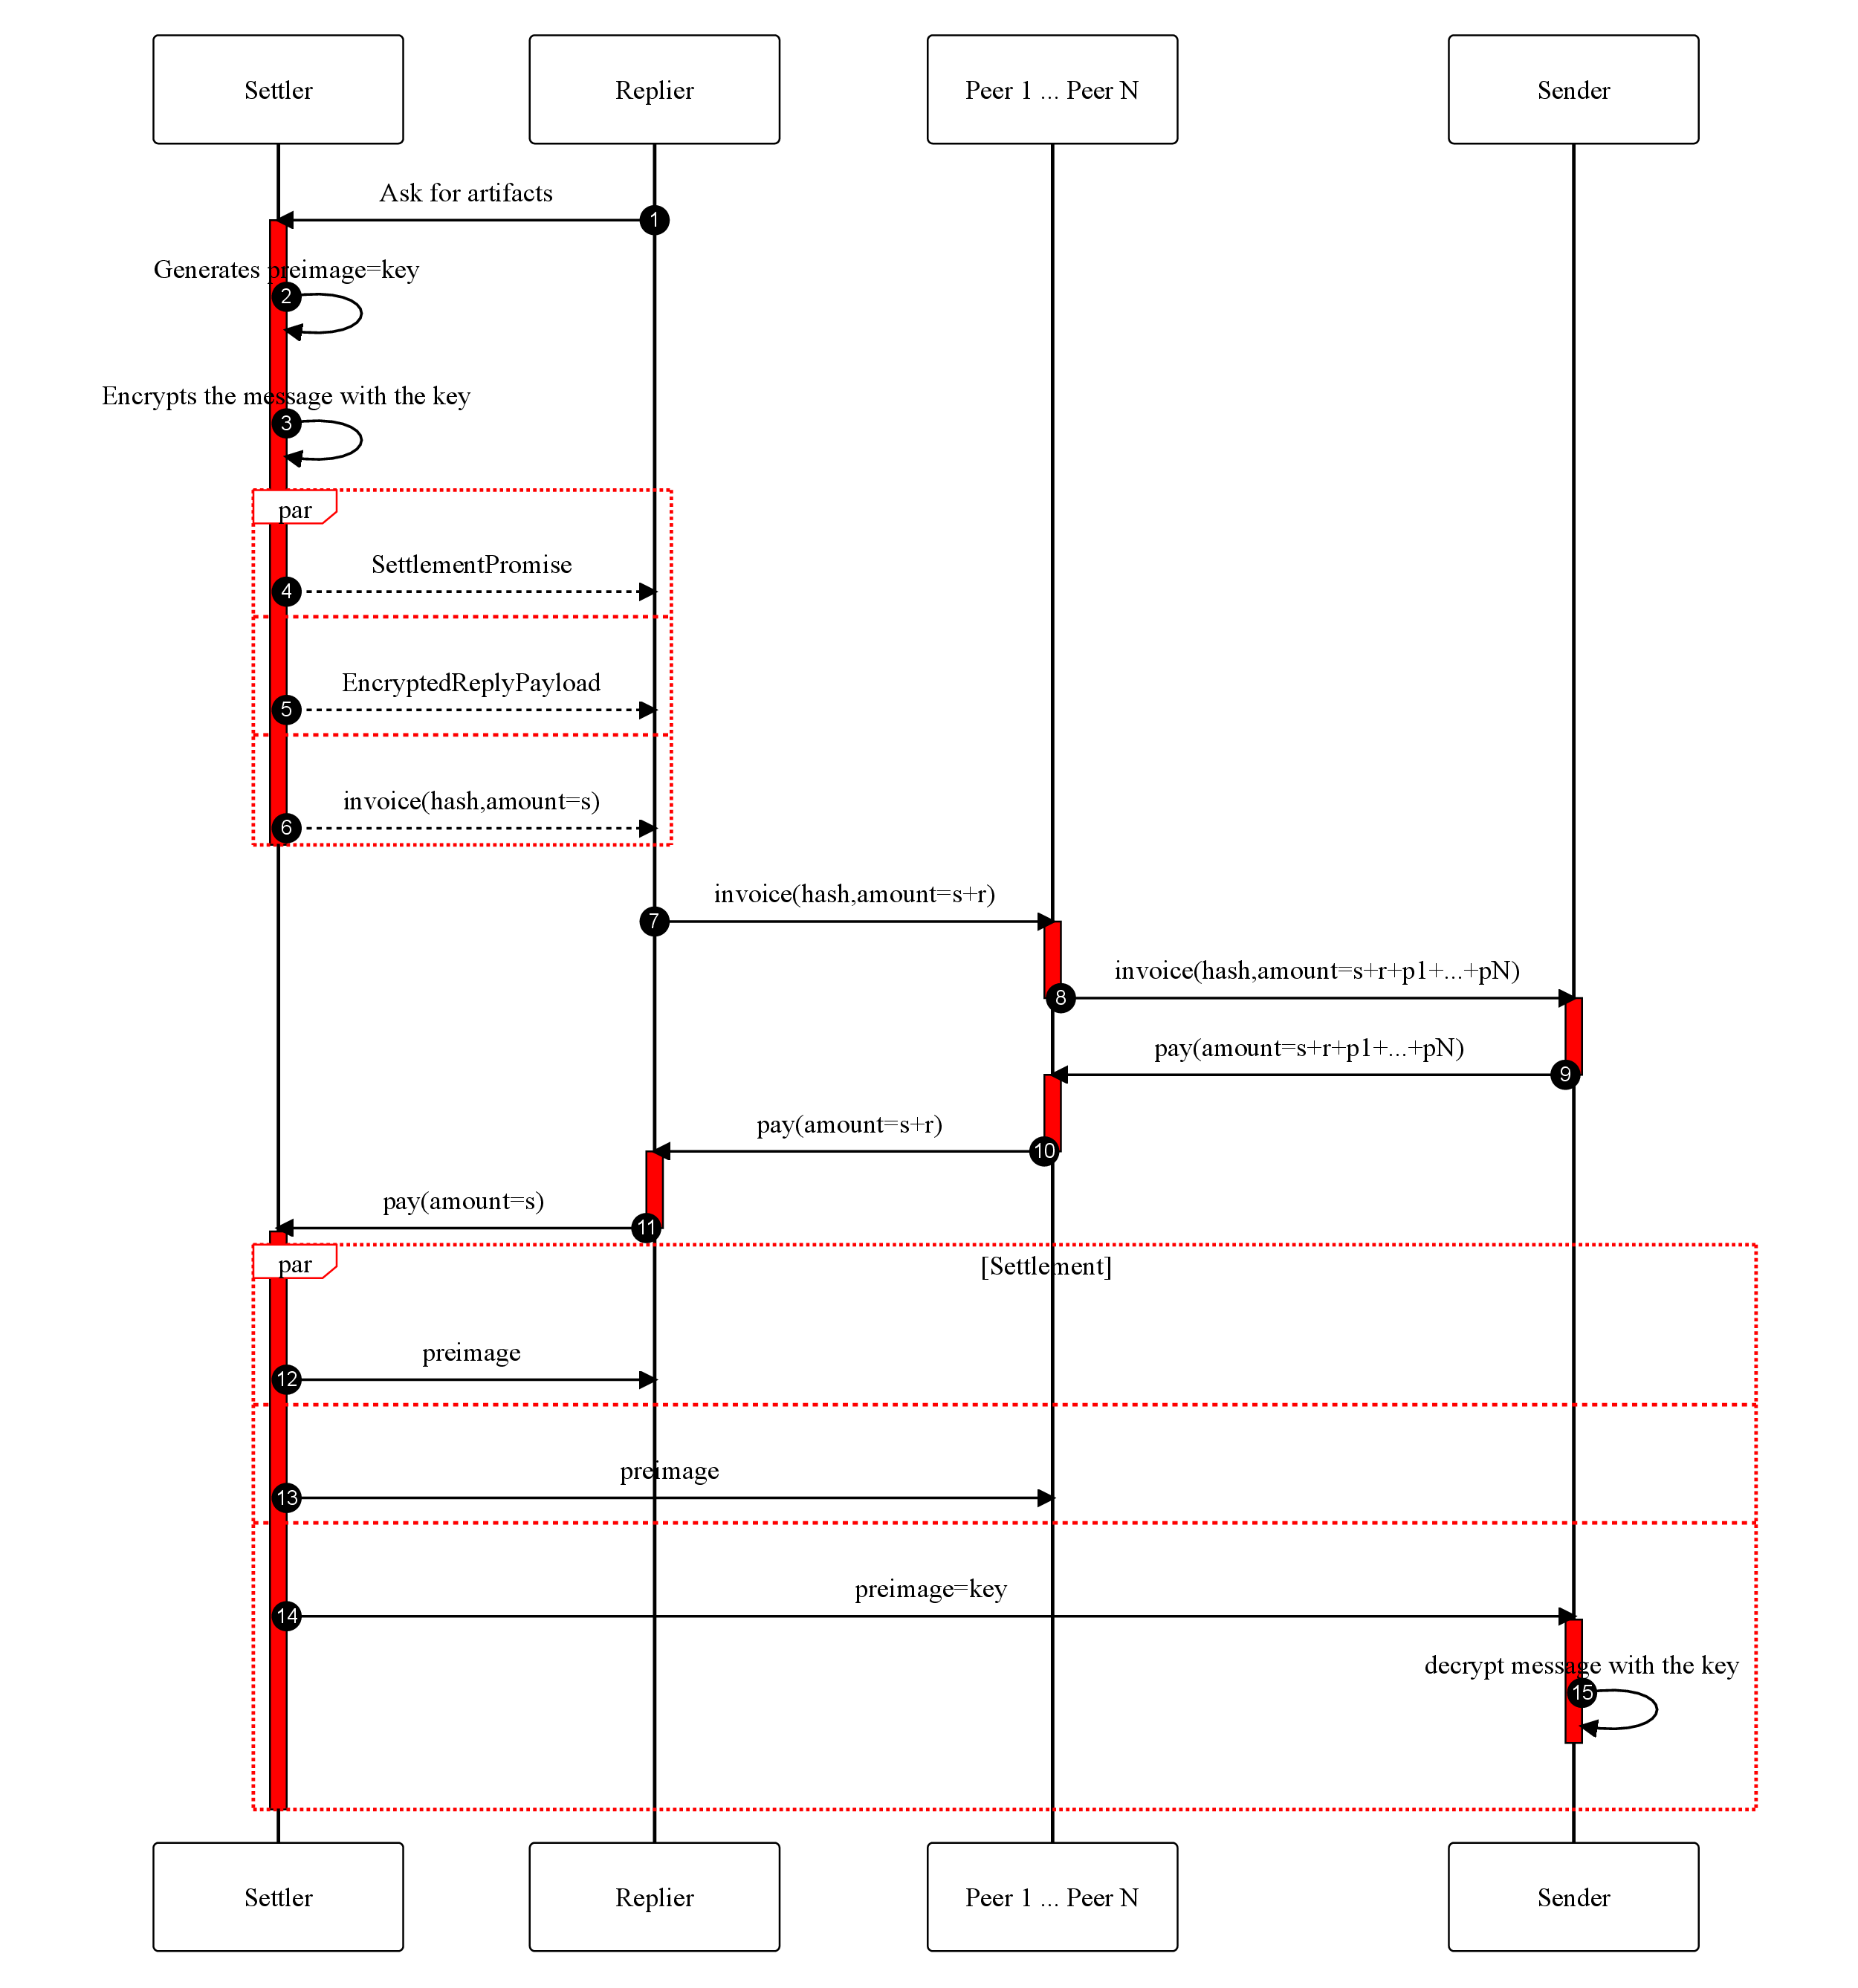 Settler
Replier
Peer 1 ... Peer N
Sender
Ask for artifacts
1
Generates preimage=key
2
Encrypts the message with the key
3
par
SettlementPromise
4
EncryptedReplyPayload
5
invoice(hash,amount=s)
6
invoice(hash,amount=s+r)
7
invoice(hash,amount=s+r+p1+...+pN)
8
pay(amount=s+r+p1+...+pN)
9
pay(amount=s+r)
10
pay(amount=s)
11
par
[Settlement]
preimage
12
preimage
13
preimage=key
14
decrypt message with the key
15
Settler
Replier
Peer 1 ... Peer N
Sender